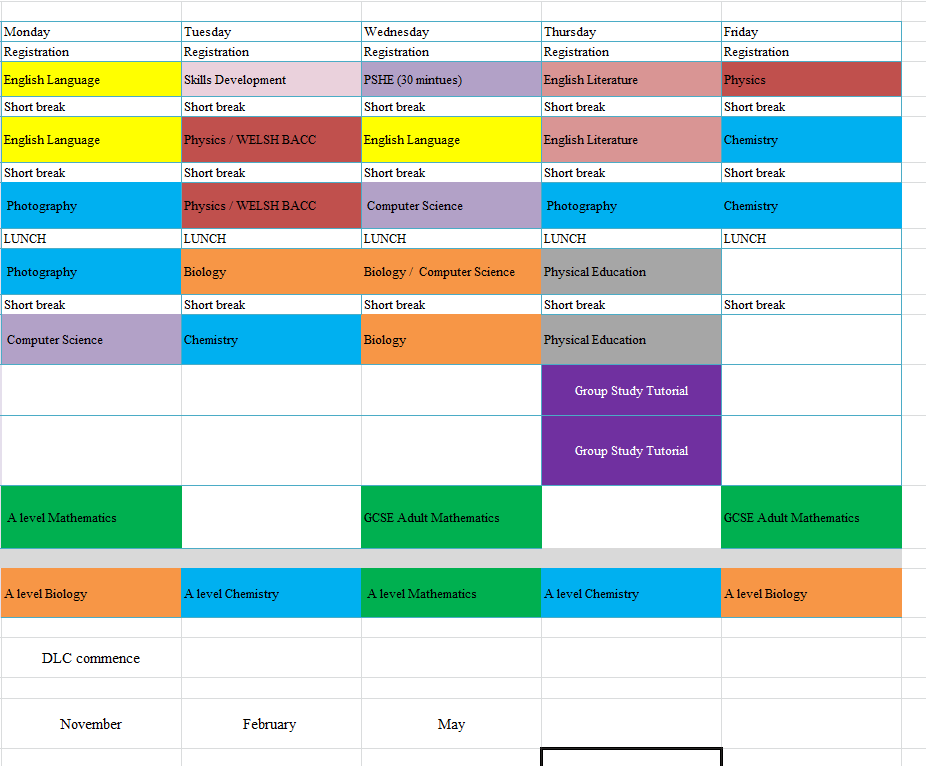 Monday Tuesday Wednesday Thursday Friday
Registration Registration Registration Registration Registration
English Language Skills Development PSHE (30 mintues) English Literature Physics
Short break Short break Short break Short break Short break
English Language Physics / WELSH BACC English Language English Literature Chemistry
Short break Short break Short break Short break Short break
Photography Physics / WELSH BACC Computer Science Photography Chemistry
LUNCH LUNCH LUNCH LUNCH LUNCH
Photography Biology Biology / Computer Science Physical Education
Short break Short break Short break Short break Short break
Computer Science Chemistry Biology Physical Education
Group Study Tutorial
Group Study Tutorial
A level Mathematics GCSE Adult Mathematics GCSE Adult Mathematics
A level Biology A level Chemistry A level Mathematics A level Chemistry A level Biology
DLC commence
November February May